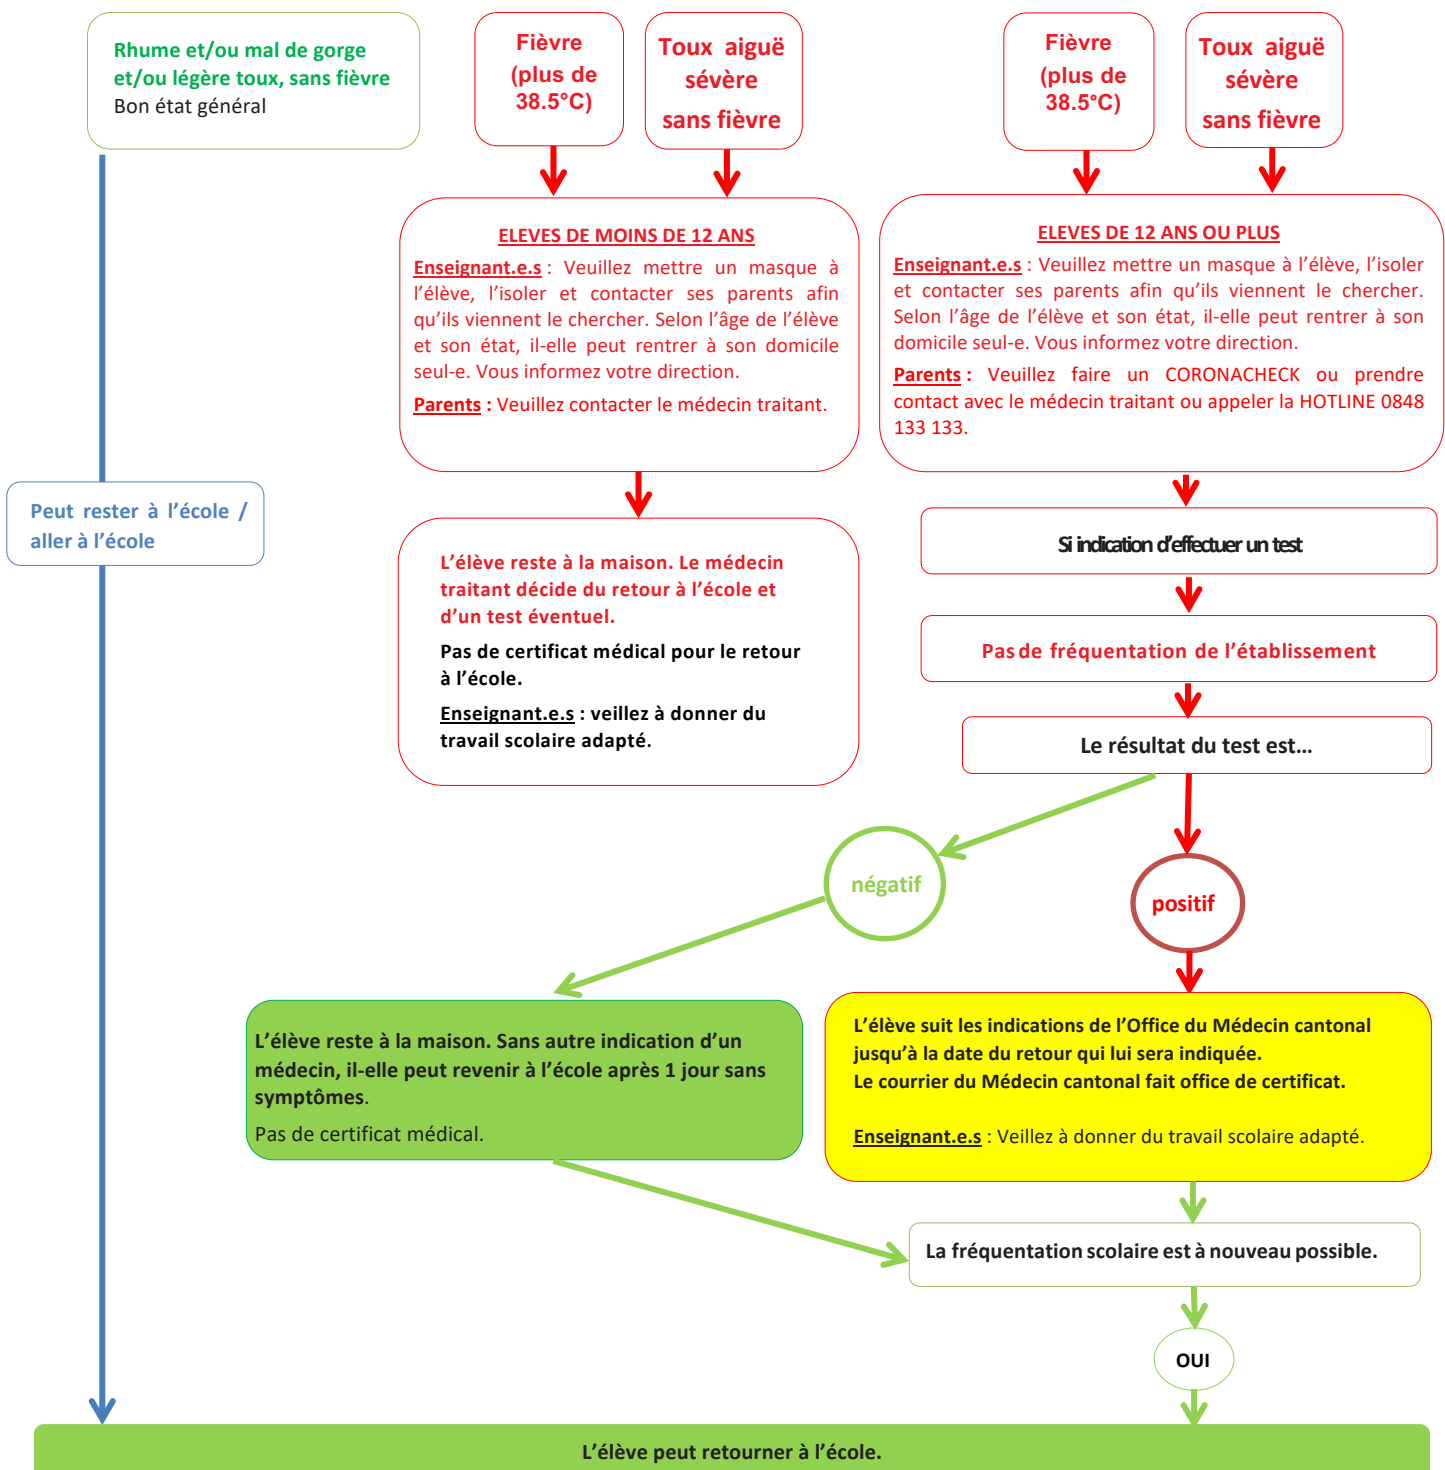 Rhume et/ou mal de gorge
et/ou légère toux, sans fièvre
Bon état général
Fièvre
(plus de
38.5°C)
Toux aiguë
sévère
sans fièvre
Fièvre
(plus de
38.5°C)
Toux aiguë
sévère
sans fièvre
ELEVES DE MOINS DE 12 ANS
Enseignant.e.s : Veuillez mettre un masque à
l’élève, l’isoler et contacter ses parents afin
qu’ils viennent le chercher. Selon l’âge de l’élève
et son état, il-elle peut rentrer à son domicile
seul-e. Vous informez votre direction.
Parents : Veuillez contacter le médecin traitant.
ELEVES DE 12 ANS OU PLUS
Enseignant.e.s : Veuillez mettre un masque à l’élève, l’isoler
et contacter ses parents afin qu’ils viennent le chercher.
Selon l’âge de l’élève et son état, il-elle peut rentrer à son
domicile seul-e. Vous informez votre direction.
Parents : Veuillez faire un CORONACHECK ou prendre
contact avec le médecin traitant ou appeler la HOTLINE 0848
133 133.
Peut rester à l’école /
aller à l’école
L’élève reste à la maison. Le médecin
traitant décide du retour à l’école et
d’un test éventuel.
Pas de certificat médical pour le retour
à l’école.
Enseignant.e.s : veillez à donner du
travail scolaire adapté.
Si indication d’effectuer un test
Pas de fréquentation de l’établissement
Le résultat du test est…
négatif
positif
L’élève reste à la maison. Sans autre indication d’un
médecin, il-elle peut revenir à l’école après 1 jour sans
symptômes.
Pas de certificat médical.
L’élève suit les indications de l’Office du Médecin cantonal
jusqu’à la date du retour qui lui sera indiquée.
Le courrier du Médecin cantonal fait office de certificat.
Enseignant.e.s : Veillez à donner du travail scolaire adapté.
La fréquentation scolaire est à nouveau possible.
OUI
L’élève peut retourner à l’école.